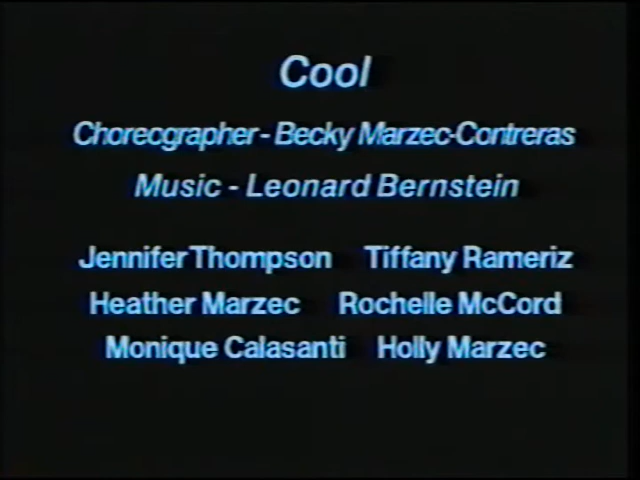 Cool
Choreographer - Becky Marzec-Contreras
Music - Leonard Bernstein
Jennifer Thompson Tiffany Rameriz
Heather Marzec Rochelle McCord
Monique Calasanti Holly Marzec